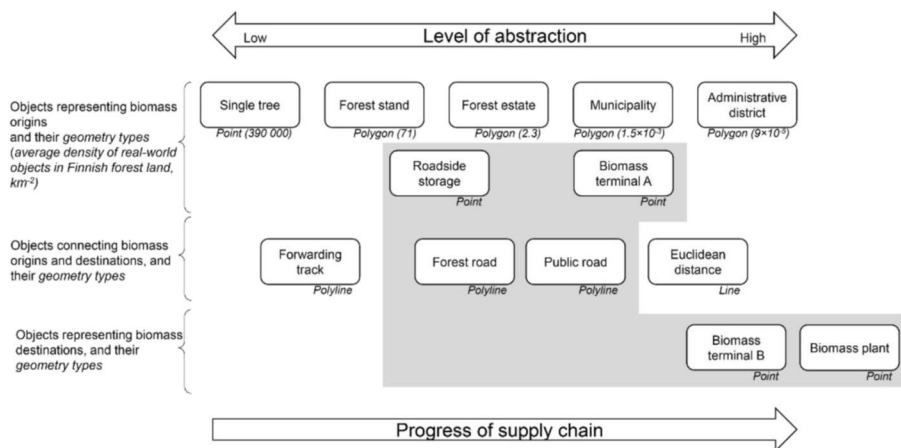 Level of abstraction
Low
High
Objects representing biomass
origins
and their geometry types
(average density of real-world
objects in Finnish forest land,
km-2)
Single tree
Point (390 000)
Forest stand
Polygon (71)
Forest estate
Polygon (2.3)
Municipality
Polygon (1.5×10-3)
Administrative
district
Roadside
storage
Point
Biomass
terminal A
Point
Objects connecting biomass
origins and destinations, and
their geometry types
Forwarding
track
Polyline
Forest road
Polyline
Public road
Polyline
Euclidean
distance
Line
Objects representing biomass
destinations, and their
geometry types
Biomass
terminal B
Point
Biomass plant
Point
Progress of supply chain